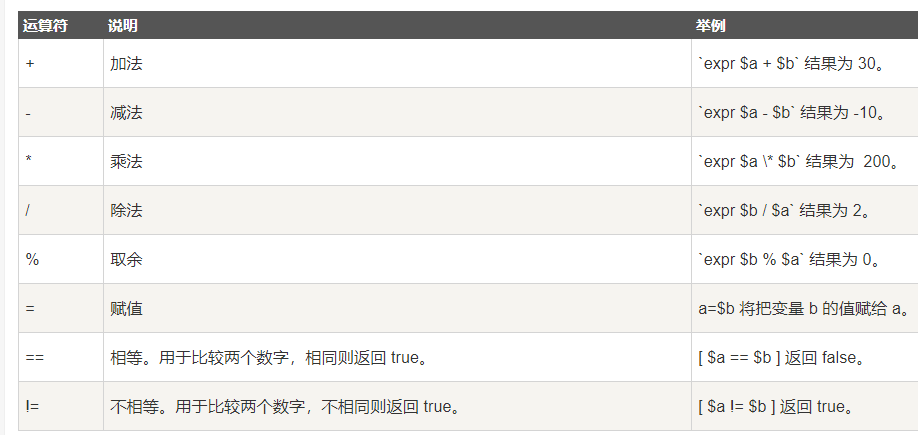 运算符 说明 举例
+ 加法 `expr $a + $b` 结果为 30。
- 减法 `expr $a - $b` 结果为 -10。
* 乘法 `expr $a \* $b` 结果为  200。
/ 除法 `expr $b / $a` 结果为 2。
% 取余 `expr $b % $a` 结果为 0。
= 赋值 a=$b 将把变量 b 的值赋给 a。
== 相等。用于比较两个数字，相同则返回 true。 [ $a == $b ] 返回 false。
!= 不相等。用于比较两个数字，不相同则返回 true。 [ $a != $b ] 返回 true。